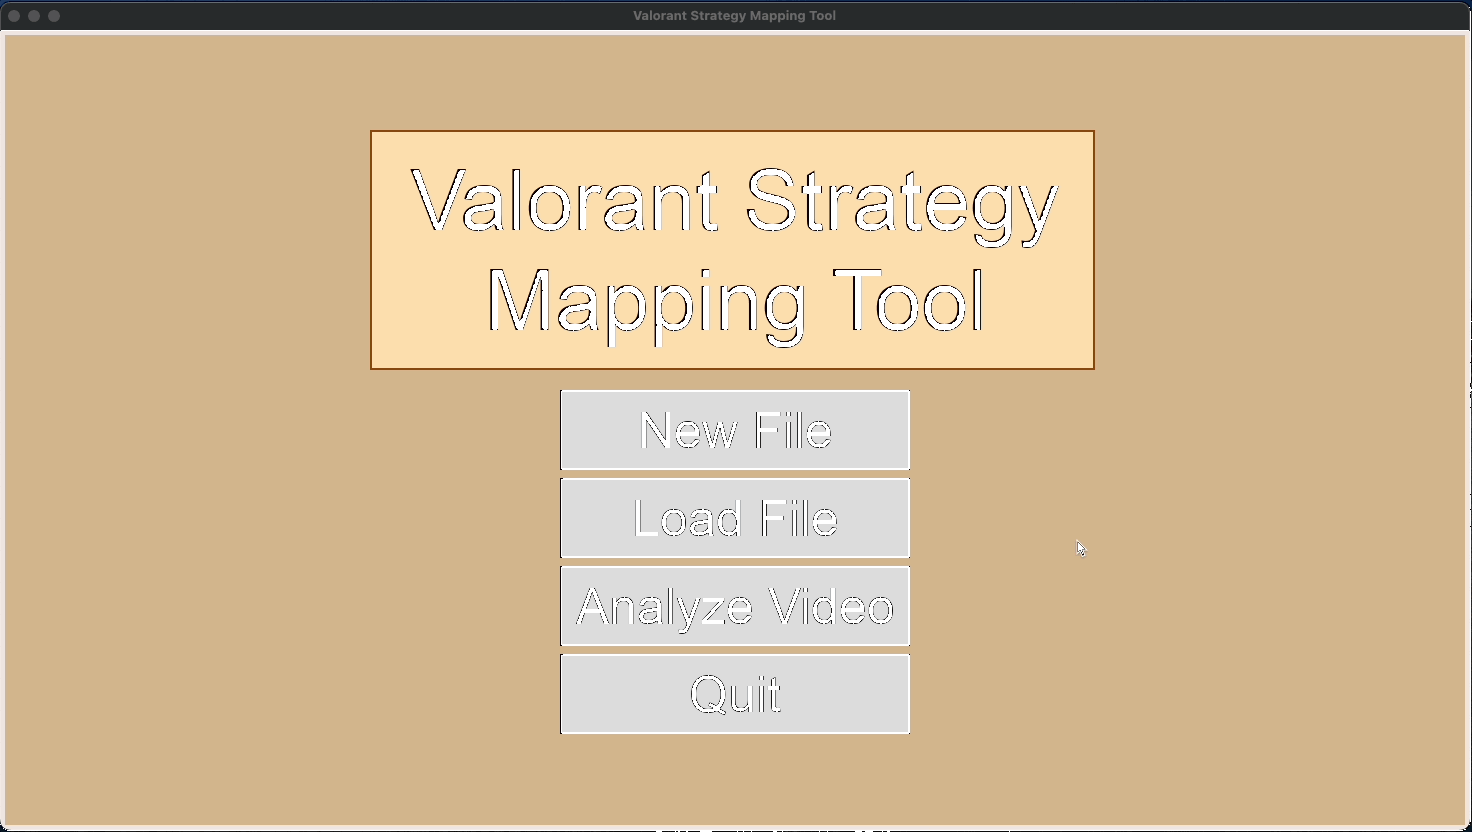 Valorant Strategy Mapping Tool
Valorant Strategy
Mapping Tool
New File
Load File
Analyze Video
Quit